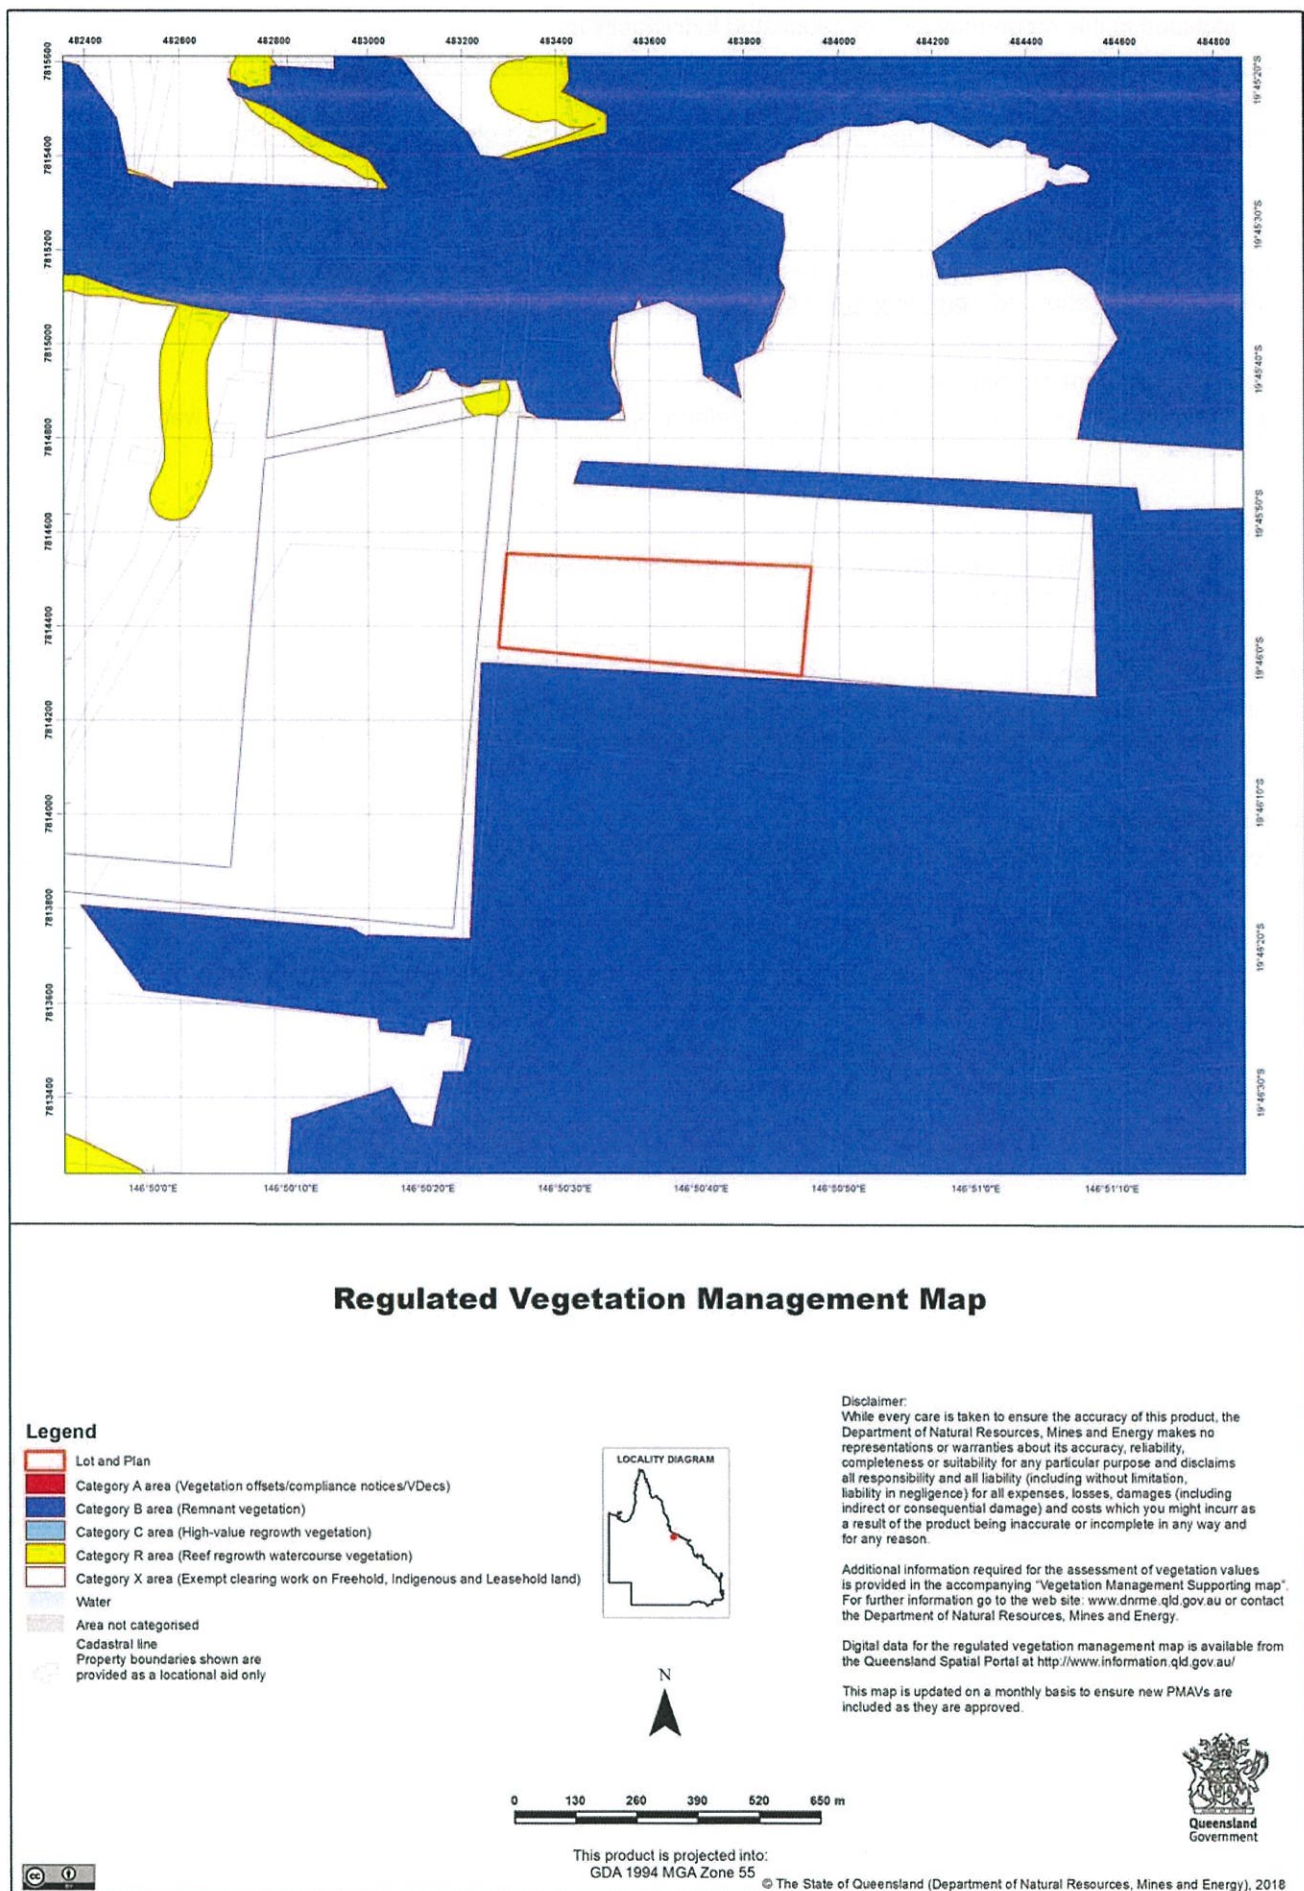 482400 482600 482800 483000 483200 483400 483600 483800 484000 484200 484400 484600 484800
7815600
7815400
7815200
7815000
7814800
7814600
7814400
7814200
7814000
7813800
7813600
7813400
19°45'20"S
19°45'30"S
19°45'40"S
19°45'50"S
19°46'0"S
19°46'10"S
19°46'20"S
19°46'30"S
146°50'0"E 146°50'10"E 146°50'20"E 146°50'30"E 146°50'40"E 146°50'50"E 146°51'0"E 146°51'10"E
Regulated Vegetation Management Map
Legend
Lot and Plan
Category A area (Vegetation offsets/compliance notices/VDecs)
Category B area (Remnant vegetation)
Category C area (High-value regrowth vegetation)
Category R area (Reef regrowth watercourse vegetation)
Category X area (Exempt clearing work on Freehold, Indigenous and Leasehold land)
Water
Area not categorised
Cadastral line
Property boundaries shown are
provided as a locational aid only
LOCALITY DIAGRAM
N
0 130 260 390 520 650 m
This product is projected into:
GDA 1994 MGA Zone 55
Disclaimer:
While every care is taken to ensure the accuracy of this product, the
Department of Natural Resources, Mines and Energy makes no
representations or warranties about its accuracy, reliability,
completeness or suitability for any particular purpose and disclaims
all responsibility and all liability (including without limitation,
liability in negligence) for all expenses, losses, damages (including
indirect or consequential damage) and costs which you might incurr as
a result of the product being inaccurate or incomplete in any way and
for any reason.
Additional information required for the assessment of vegetation values
is provided in the accompanying "Vegetation Management Supporting map".
For further information go to the web site: www.dnrme.qld.gov.au or contact
the Department of Natural Resources, Mines and Energy.
Digital data for the regulated vegetation management map is available from
the Queensland Spatial Portal at http://www.information.qld.gov.au/
This map is updated on a monthly basis to ensure new PMAVs are
included as they are approved.
Queensland
Government
cc
BY
© The State of Queensland (Department of Natural Resources, Mines and Energy), 2018